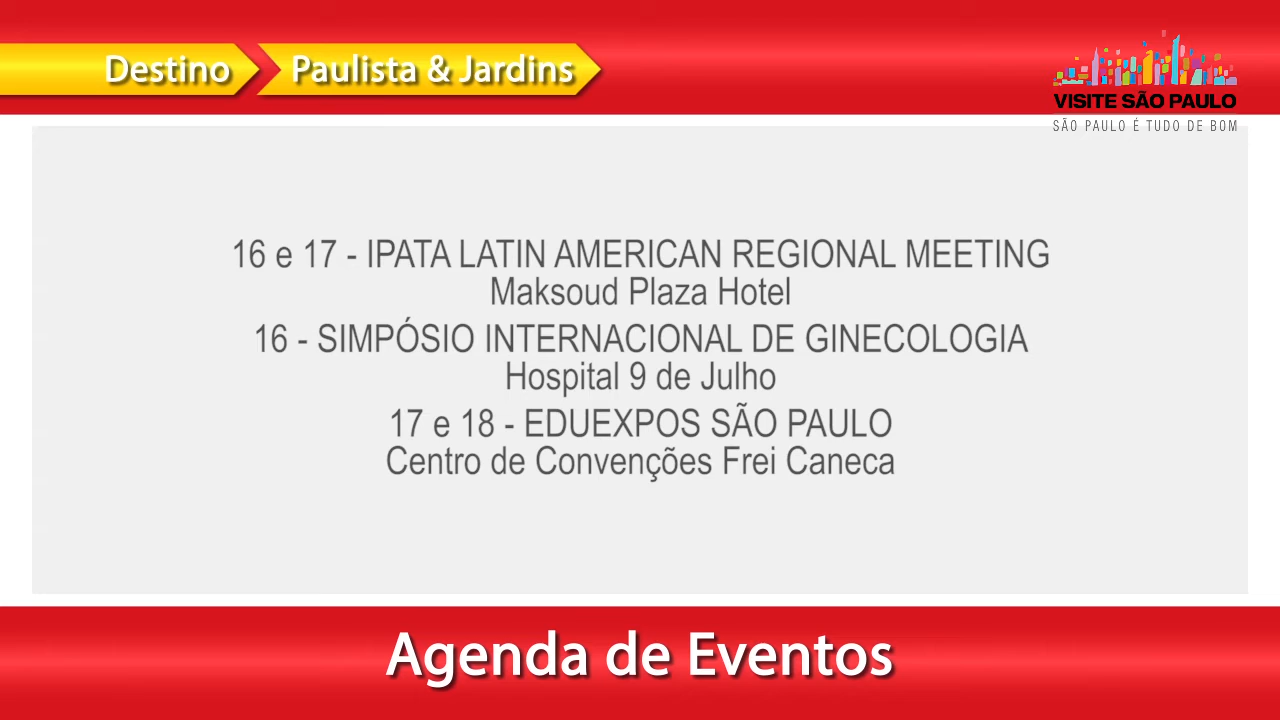 Destino
Paulista & Jardins
VISITE SÃO PAULO
SÃO PAULO É TUDO DE BOM
16 e 17 - IPATA LATIN AMERICAN REGIONAL MEETING
Maksoud Plaza Hotel
16 - SIMPÓSIO INTERNACIONAL DE GINECOLOGIA
Hospital 9 de Julho
17 e 18 - EDUEXPOS SÃO PAULO
Centro de Convenções Frei Caneca
Agenda de Eventos